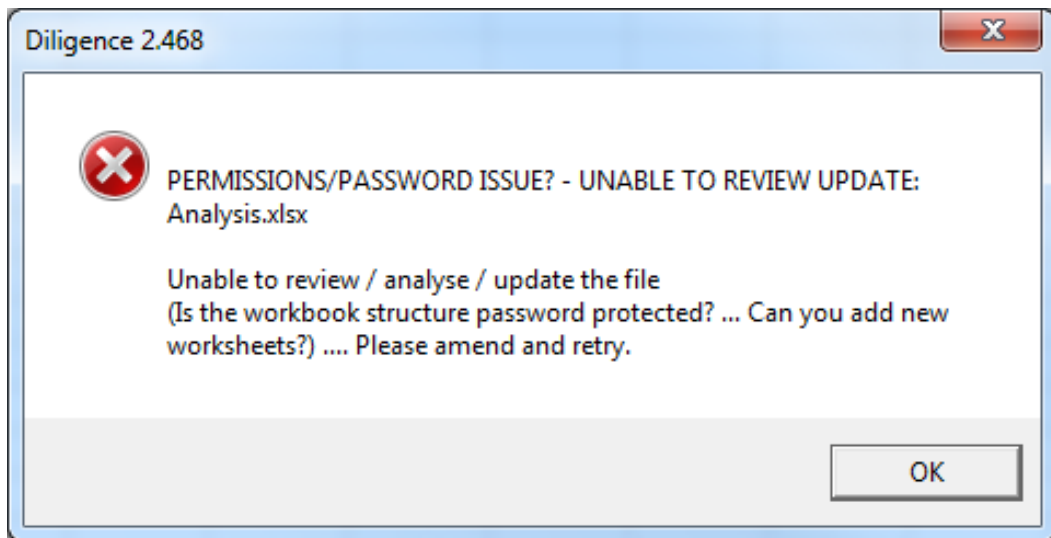 Diligence 2.468
PERMISSIONS/PASSWORD ISSUE? - UNABLE TO REVIEW UPDATE:
Analysis.xlsx
Unable to review / analyse / update the file
(Is the workbook structure password protected? ... Can you add new
worksheets?) .... Please amend and retry.
OK